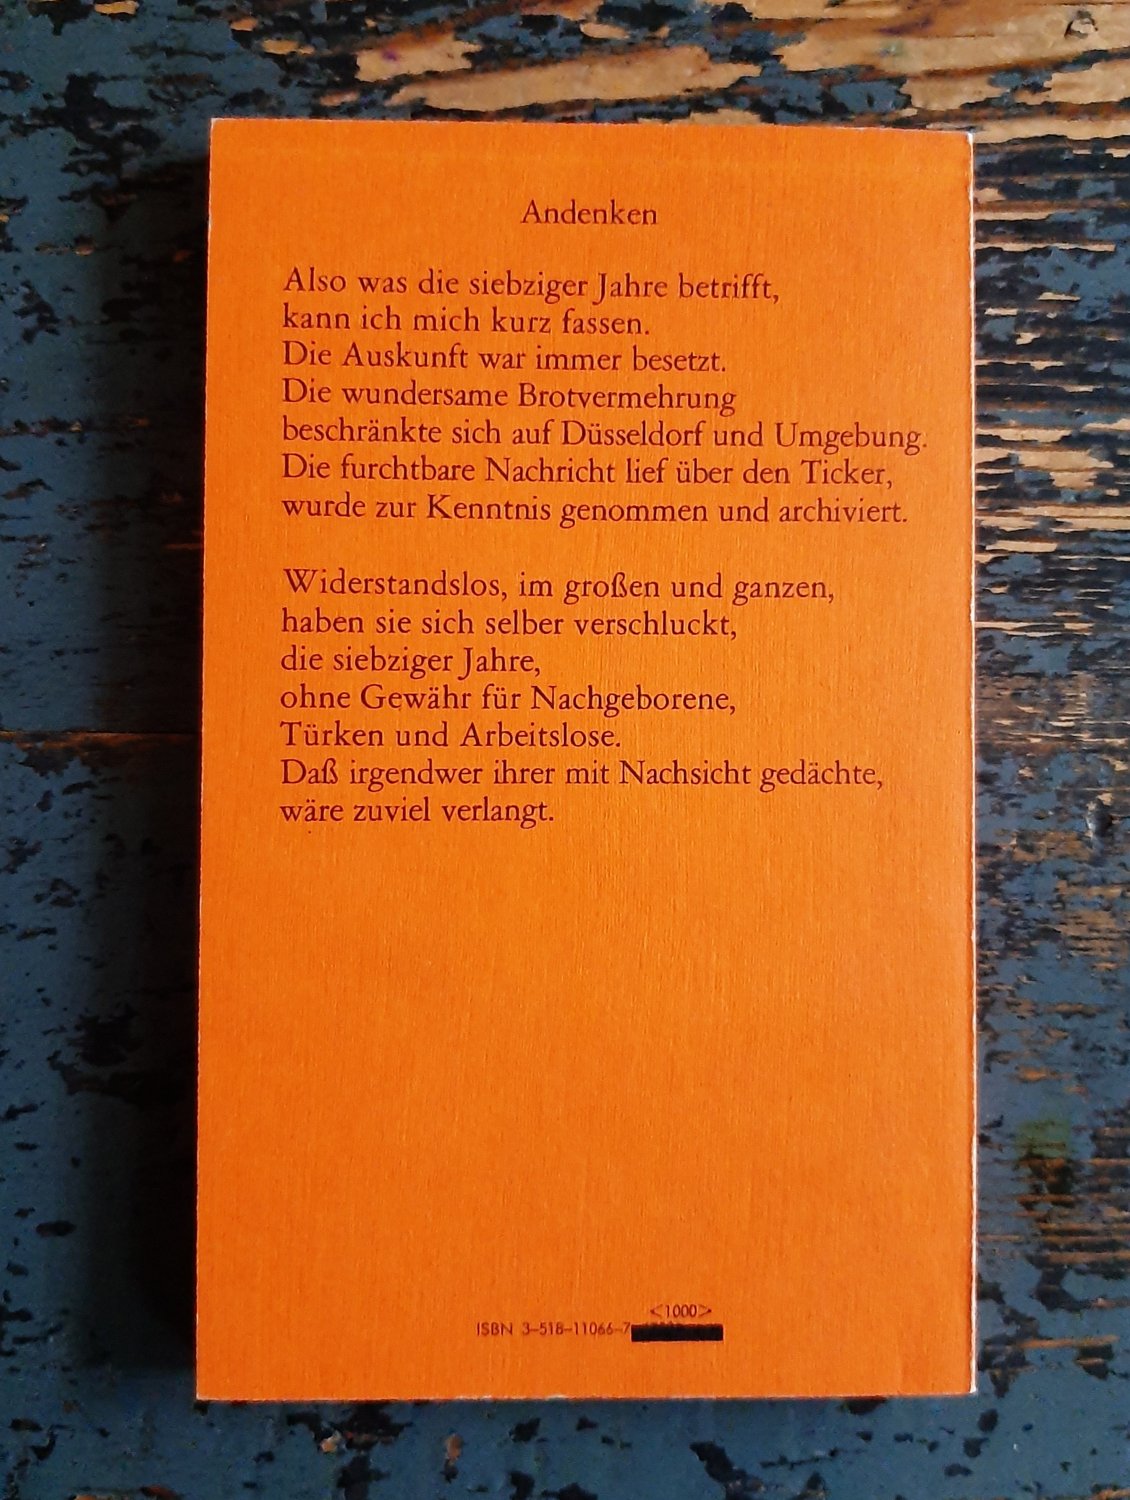 Andenken
Also was die siebziger Jahre betrifft,
kann ich mich kurz fassen.
Die Auskunft war immer besetzt.
Die wundersame Brotvermehrung
beschränkte sich auf Düsseldorf und Umgebung.
Die furchtbare Nachricht lief über den Ticker,
wurde zur Kenntnis genommen und archiviert.
Widerstandslos, im großen und ganzen,
haben sie sich selber verschluckt,
die siebziger Jahre,
ohne Gewähr für Nachgeborene,
Türken und Arbeitslose.
Daß irgendwer ihrer mit Nachsicht gedächte,
wäre zuviel verlangt.
<1000>
ISBN 3–518–11066–7